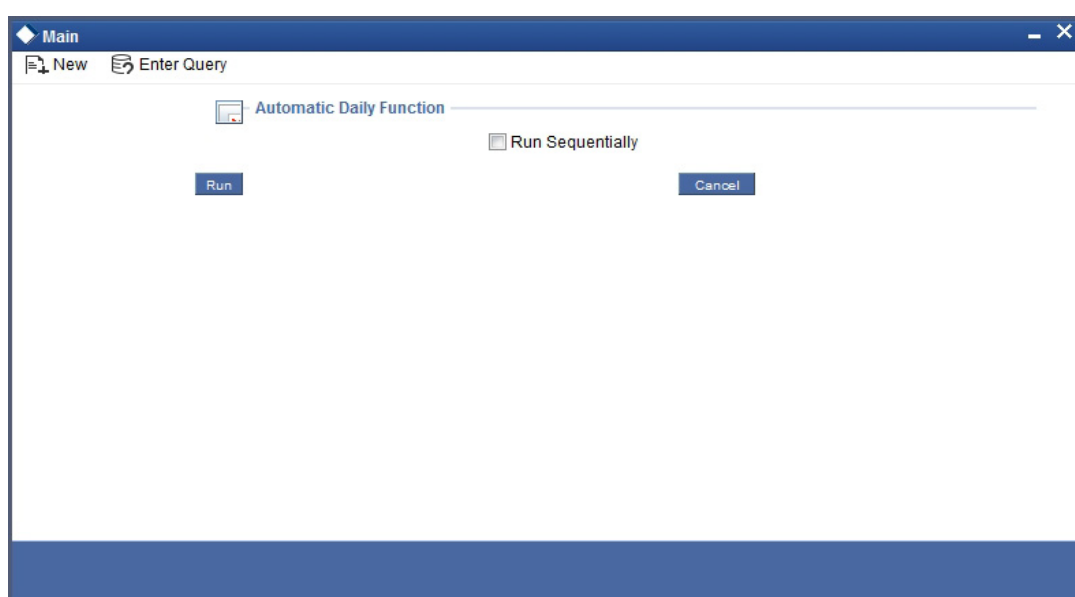 Main
New Enter Query
Automatic Daily Function
Run Sequentially
Run Cancel